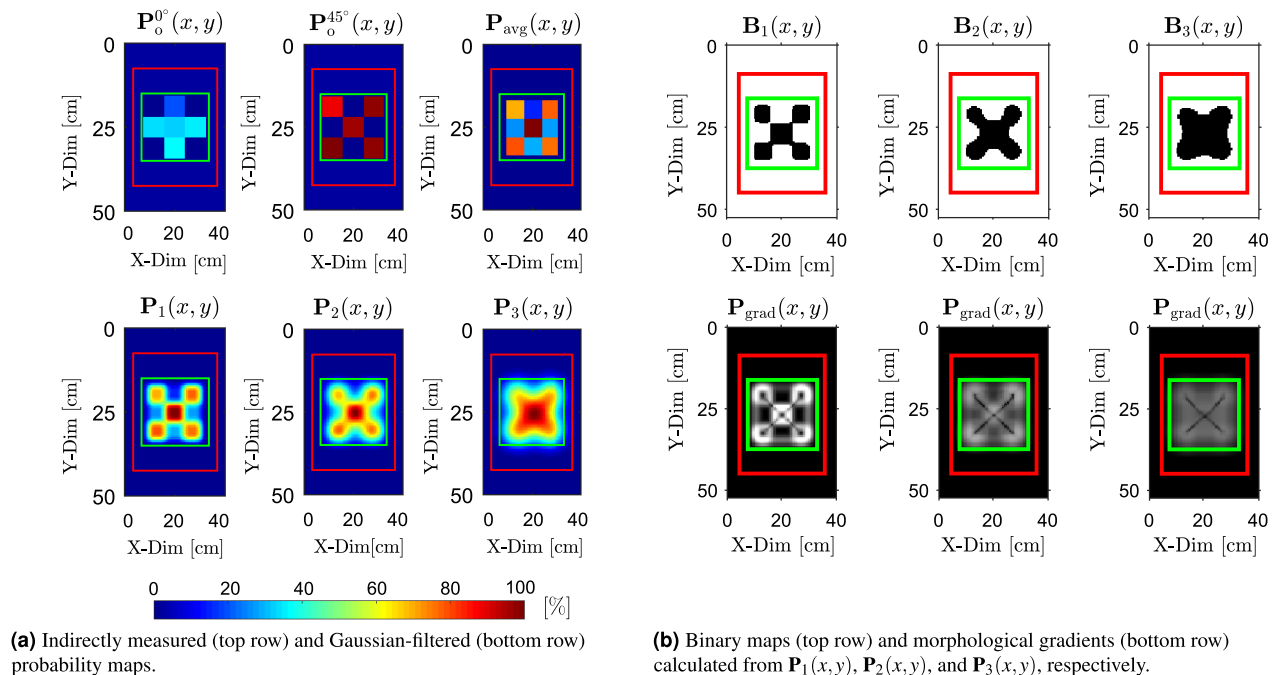 P_o^{0°}(x, y) P_o^{45°}(x, y) P_avg(x, y)
0 0 0
25 25 25
50 50 50
Y-Dim [cm] Y-Dim [cm] Y-Dim [cm]
0 20 40 0 20 40 0 20 40
X-Dim [cm] X-Dim [cm] X-Dim [cm]
P_1(x, y) P_2(x, y) P_3(x, y)
0 0 0
25 25 25
50 50 50
Y-Dim [cm] Y-Dim [cm] Y-Dim [cm]
0 20 40 0 20 40 0 20 40
X-Dim [cm] X-Dim[cm] X-Dim [cm]
0 20 40 60 80 100 [%]
(a) Indirectly measured (top row) and Gaussian-filtered (bottom row)
probability maps.
B_1(x, y) B_2(x, y) B_3(x, y)
0 0 0
25 25 25
50 50 50
Y-Dim [cm] Y-Dim [cm] Y-Dim [cm]
0 20 40 0 20 40 0 20 40
X-Dim [cm] X-Dim [cm] X-Dim [cm]
P_grad(x, y) P_grad(x, y) P_grad(x, y)
0 0 0
25 25 25
50 50 50
Y-Dim [cm] Y-Dim [cm] Y-Dim [cm]
0 20 40 0 20 40 0 20 40
X-Dim [cm] X-Dim [cm] X-Dim [cm]
(b) Binary maps (top row) and morphological gradients (bottom row)
calculated from P_1(x, y), P_2(x, y), and P_3(x, y), respectively.